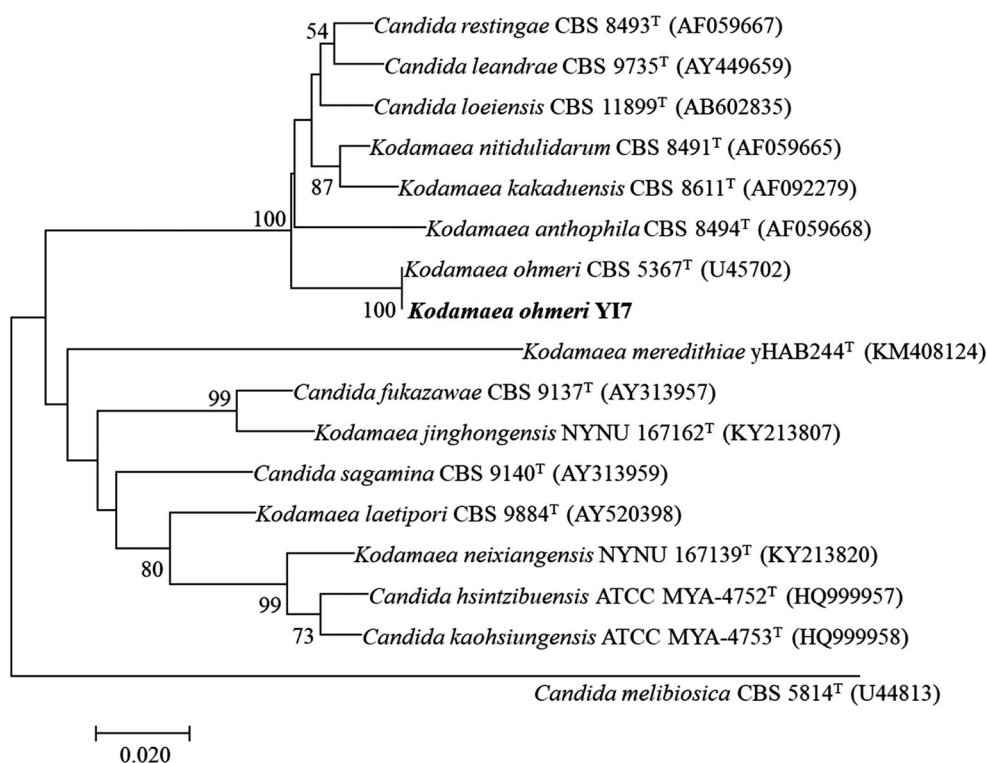 54
Candida restingae CBS 8493ᵀ (AF059667)
Candida leandrae CBS 9735ᵀ (AY449659)
Candida loeiensis CBS 11899ᵀ (AB602835)
Kodamaea nitidulidarum CBS 8491ᵀ (AF059665)
87
Kodamaea kakaduensis CBS 8611ᵀ (AF092279)
100
Kodamaea anthophila CBS 8494ᵀ (AF059668)
Kodamaea ohmeri CBS 5367ᵀ (U45702)
100 Kodamaea ohmeri YI7
Kodamaea meredithiae yHAB244ᵀ (KM408124)
99
Candida fukazawae CBS 9137ᵀ (AY313957)
Kodamaea jinghongensis NYNU 167162ᵀ (KY213807)
Candida sagamina CBS 9140ᵀ (AY313959)
Kodamaea laetipori CBS 9884ᵀ (AY520398)
80
Kodamaea neixiangensis NYNU 167139ᵀ (KY213820)
99
Candida hsintzibuensis ATCC MYA-4752ᵀ (HQ999957)
73
Candida kaohsiungensis ATCC MYA-4753ᵀ (HQ999958)
Candida melibiosica CBS 5814ᵀ (U44813)
0.020